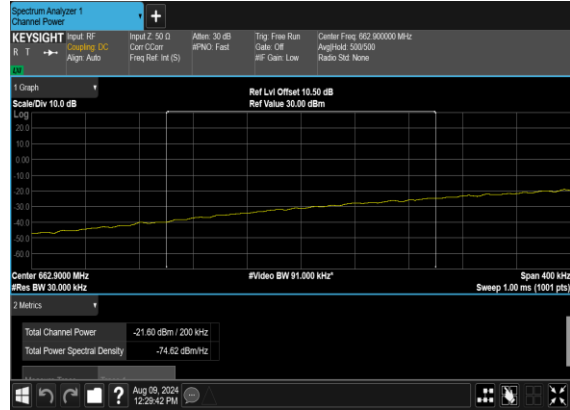 Spectrum Analyzer 1
Channel Power
+
KEYSIGHT Input: RF Input Z: 50 Ω Atten: 30 dB Trig: Free Run Center Freq: 662.900000 MHz
R T Coupling: DC Corr CCorr #PNO: Fast Gate: Off Avg|Hold: 500/500
Align: Auto Freq Ref: Int (S) #IF Gain: Low Radio Std: None
1 Graph
Ref Lvl Offset 10.50 dB
Scale/Div 10.0 dB Ref Value 30.00 dBm
Log
20.0
10.0
0.00
-10.0
-20.0
-30.0
-40.0
-50.0
-60.0
Center 662.9000 MHz #Video BW 91.000 kHz* Span 400 kHz
#Res BW 30.000 kHz Sweep 1.00 ms (1001 pts)
2 Metrics
Total Channel Power -21.60 dBm / 200 kHz
Total Power Spectral Density -74.62 dBm/Hz
? Aug 09, 2024
12:29:42 PM